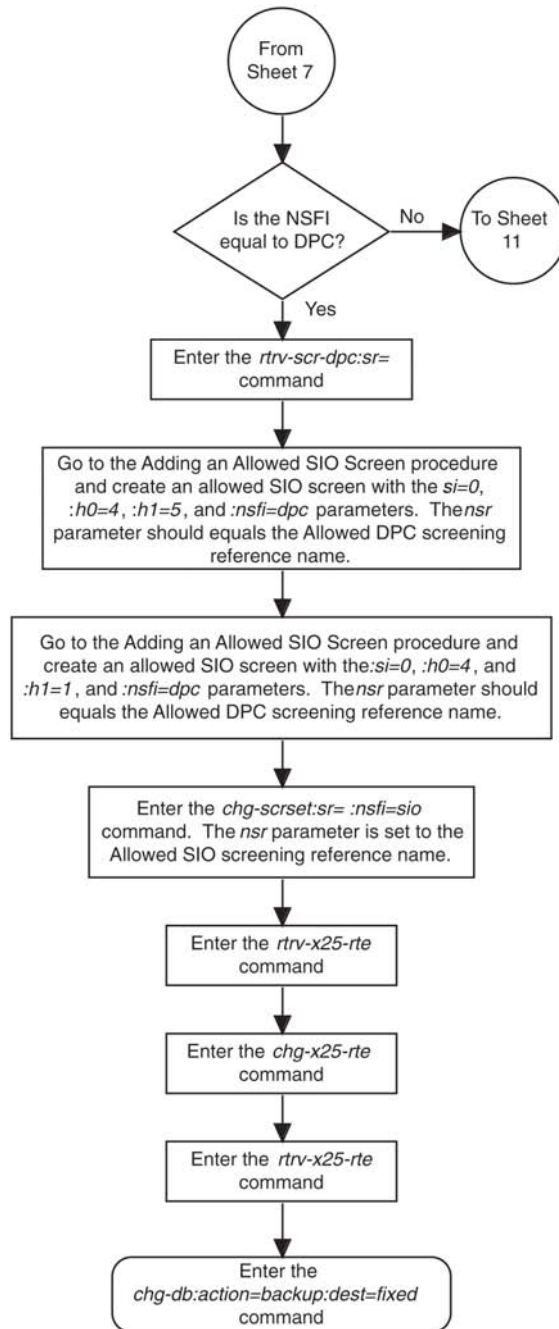 From
Sheet 7
Is the NSFI
equal to DPC?
No
To Sheet
11
Yes
Enter the rtrv-scr-dpc:sr=
command
Go to the Adding an Allowed SIO Screen procedure
and create an allowed SIO screen with the si=0,
:h0=4, :h1=5, and :nsfi=dpc parameters. The nsr
parameter should equals the Allowed DPC screening
reference name.
Go to the Adding an Allowed SIO Screen procedure and
create an allowed SIO screen with the:si=0, :h0=4, and
:h1=1, and :nsfi=dpc parameters. The nsr parameter should
equals the Allowed DPC screening reference name.
Enter the chg-scrset:sr= :nsfi=sio
command. The nsr parameter is set to the
Allowed SIO screening reference name.
Enter the rtrv-x25-rte
command
Enter the chg-x25-rte
command
Enter the rtrv-x25-rte
command
Enter the
chg-db:action=backup:dest=fixed
command